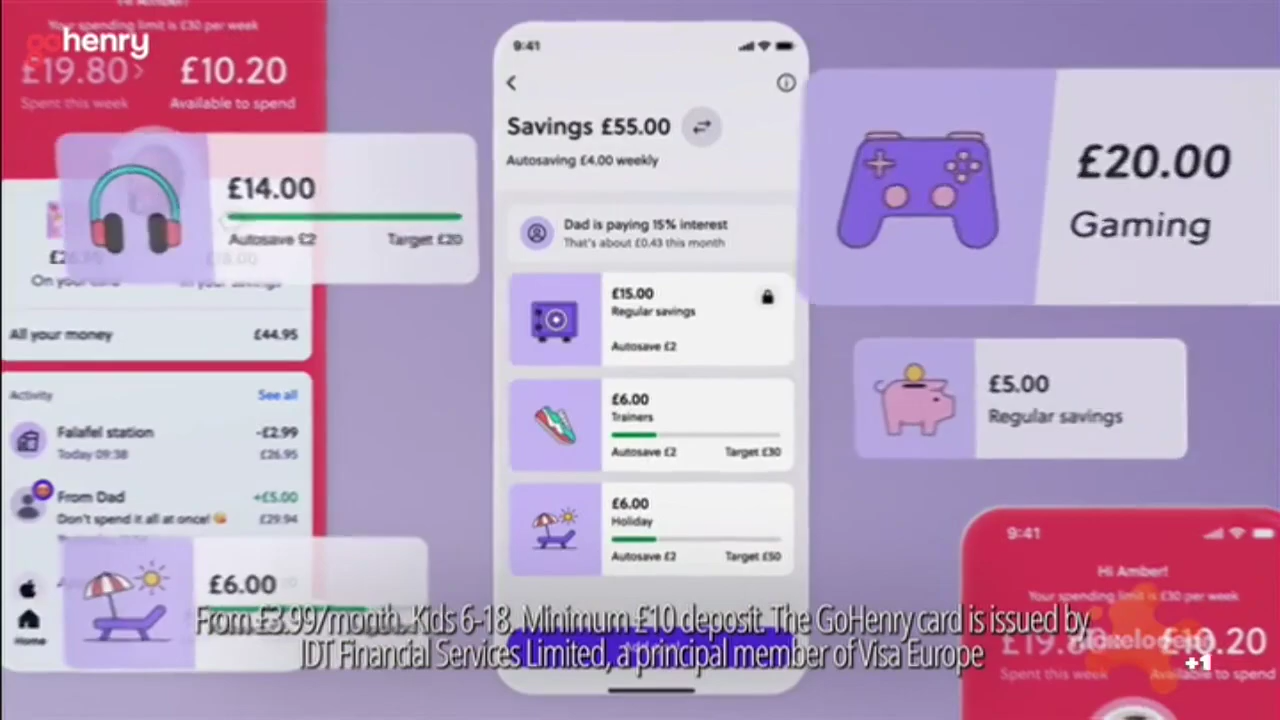 gohenry
Hi Amber!
Your spending limit is £30 per week
£19.80 £10.20
Spent this week Available to spend
£14.00
Autosave £2 Target £20
On your card
All your money £44.95
Activity See all
Falafel station -£2.99
Today 09:38 £26.95
From Dad +£5.00
Don't spend it all at once! £29.94
£6.00
Home
9:41
Savings £55.00
Autosaving £4.00 weekly
Dad is paying 15% interest
That's about £0.43 this month
£15.00
Regular savings
Autosave £2
£6.00
Trainers
Autosave £2 Target £30
£6.00
Holiday
Autosave £2 Target £50
£20.00
Gaming
£5.00
Regular savings
9:41
Hi Amber!
Your spending limit is £30 per week
£10.20
Spent this week Available to spend
nickelodeon
+1
From £3.99/month. Kids 6-18. Minimum £10 deposit. The GoHenry card is issued by
IDT Financial Services Limited, a principal member of Visa Europe